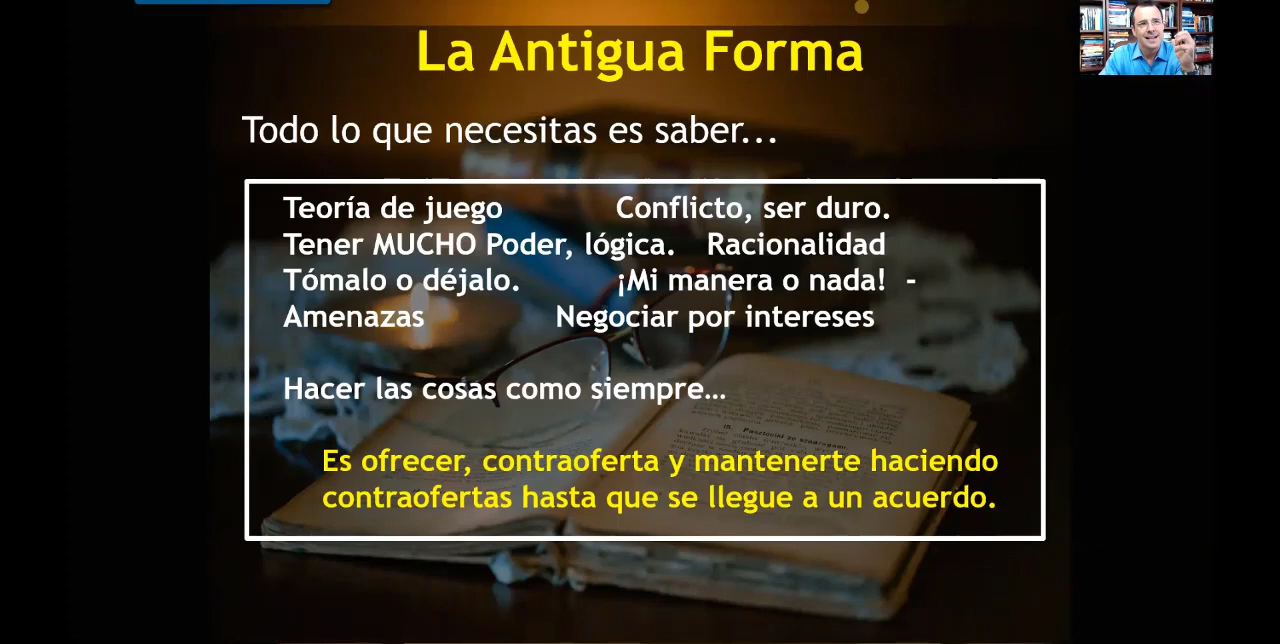 La Antigua Forma
Todo lo que necesitas es saber...
Teoría de juego Conflicto, ser duro.
Tener MUCHO Poder, lógica. Racionalidad
Tómalo o déjalo. ¡Mi manera o nada! -
Amenazas Negociar por intereses
Hacer las cosas como siempre…
Es ofrecer, contraoferta y mantenerte haciendo
contraofertas hasta que se llegue a un acuerdo.